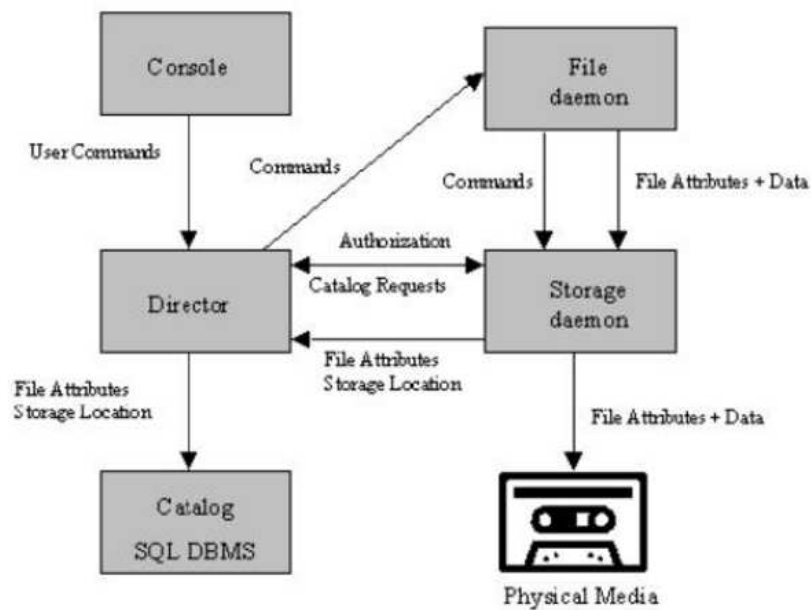 Console
File
daemon
User Commands
Commands
Commands
File Attributes + Data
Authorization
Director
Catalog Requests
Storage
daemon
File Attributes
Storage Location
File Attributes
Storage Location
File Attributes + Data
Catalog
SQL DBMS
Physical Media